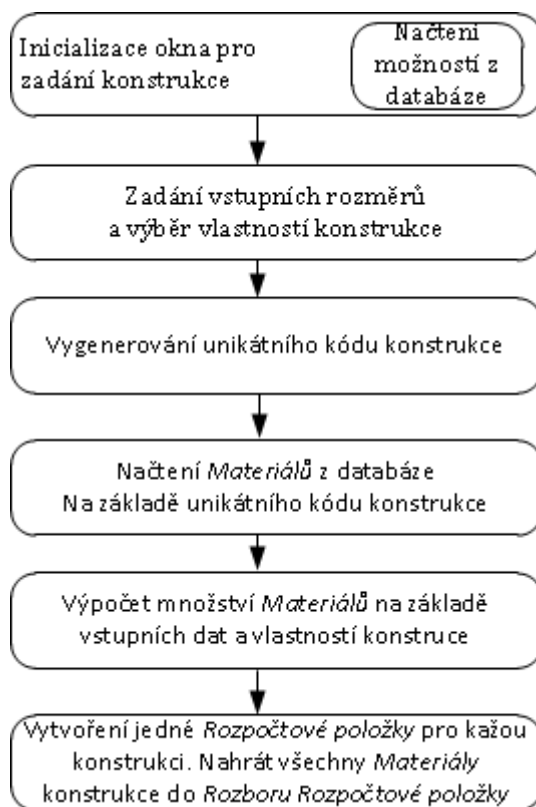 Inicializace okna pro
zadání konstrukce
Načteni
možností z
databáze
Zadání vstupních rozměrů
a výběr vlastností konstrukce
Vygenerování unikátního kódu konstrukce
Načtení Materiálů z databáze
Na základě unikátního kódu konstrukce
Výpočet množství Materiálů na základě
vstupních dat a vlastností konstruce
Vytvoření jedné Rozpočtové položky pro kažou
konstrukci. Nahrát všechny Materiály
konstrukce do Rozboru Rozpočtové položky